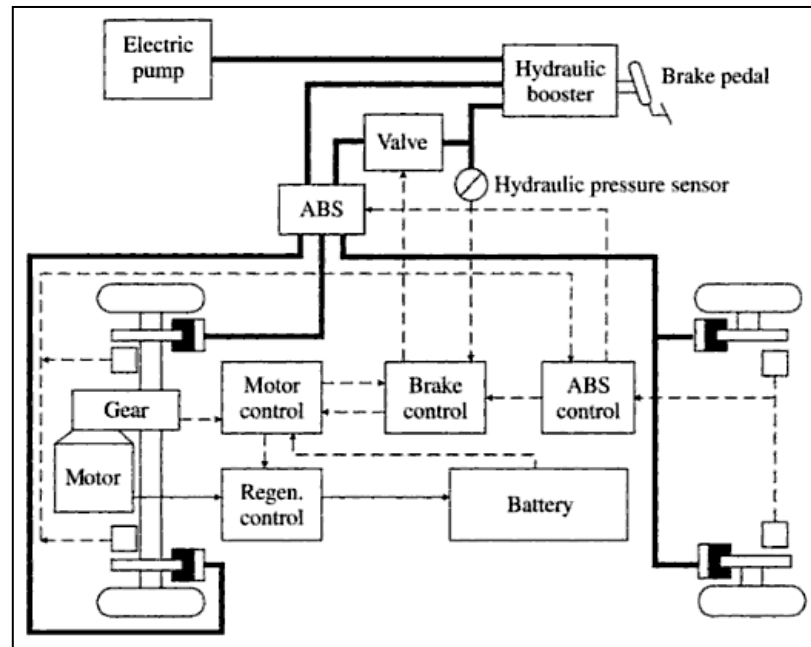 Electric
pump
Hydraulic
booster
Brake pedal
Valve
Hydraulic pressure sensor
ABS
Gear
Motor
control
Brake
control
ABS
control
Motor
Regen.
control
Battery